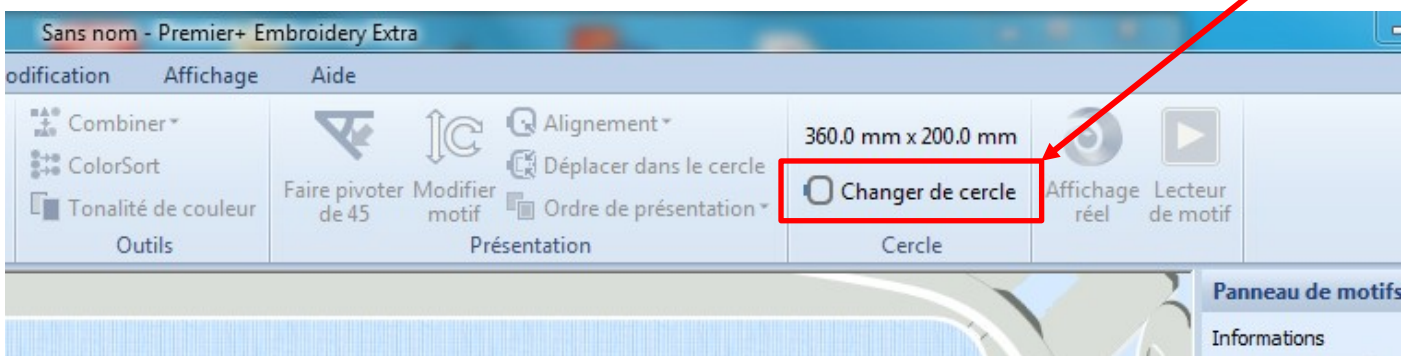 Sans nom - Premier+ Embroidery Extra
odification Affichage Aide
Combiner
ColorSort
Tonalité de couleur
Outils
Faire pivoter de 45
Modifier motif
Alignement
Déplacer dans le cercle
Ordre de présentation
Présentation
360.0 mm x 200.0 mm
Changer de cercle
Cercle
Affichage réel
Lecteur de motif
Panneau de motifs
Informations